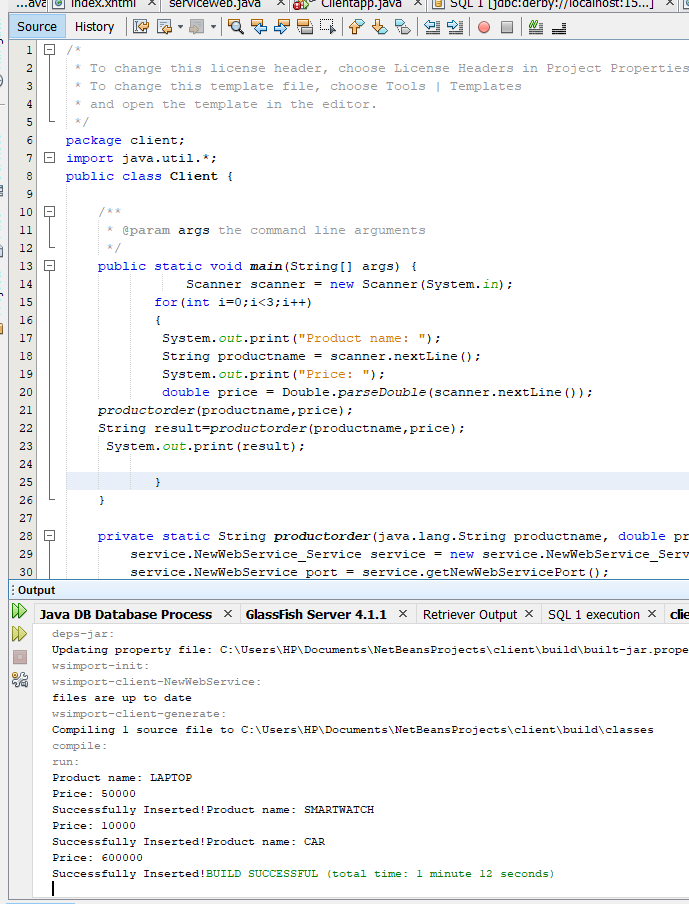 ...ava index.xhtml serviceweb.java Clientapp.java SQL 1 [jdbc:derby://localhost:15...]
Source History
1 /*
2 * To change this license header, choose License Headers in Project Properties
3 * To change this template file, choose Tools | Templates
4 * and open the template in the editor.
5 */
6 package client;
7 import java.util.*;
8 public class Client {
9
10 /**
11 * @param args the command line arguments
12 */
13 public static void main(String[] args) {
14 Scanner scanner = new Scanner(System.in);
15 for(int i=0;i<3;i++)
16 {
17 System.out.print("Product name: ");
18 String productname = scanner.nextLine();
19 System.out.print("Price: ");
20 double price = Double.parseDouble(scanner.nextLine());
21 productorder(productname,price);
22 String result=productorder(productname,price);
23 System.out.print(result);
24
25 }
26 }
27
28 private static String productorder(java.lang.String productname, double pr
29 service.NewWebService_Service service = new service.NewWebService_Serv
30 service.NewWebService port = service.getNewWebServicePort();
Output
Java DB Database Process GlassFish Server 4.1.1 Retriever Output SQL 1 execution clie
deps-jar:
Updating property file: C:\Users\HP\Documents\NetBeansProjects\client\build\built-jar.prope
wsimport-init:
wsimport-client-NewWebService:
files are up to date
wsimport-client-generate:
Compiling 1 source file to C:\Users\HP\Documents\NetBeansProjects\client\build\classes
compile:
run:
Product name: LAPTOP
Price: 50000
Successfully Inserted!Product name: SMARTWATCH
Price: 10000
Successfully Inserted!Product name: CAR
Price: 600000
Successfully Inserted!BUILD SUCCESSFUL (total time: 1 minute 12 seconds)